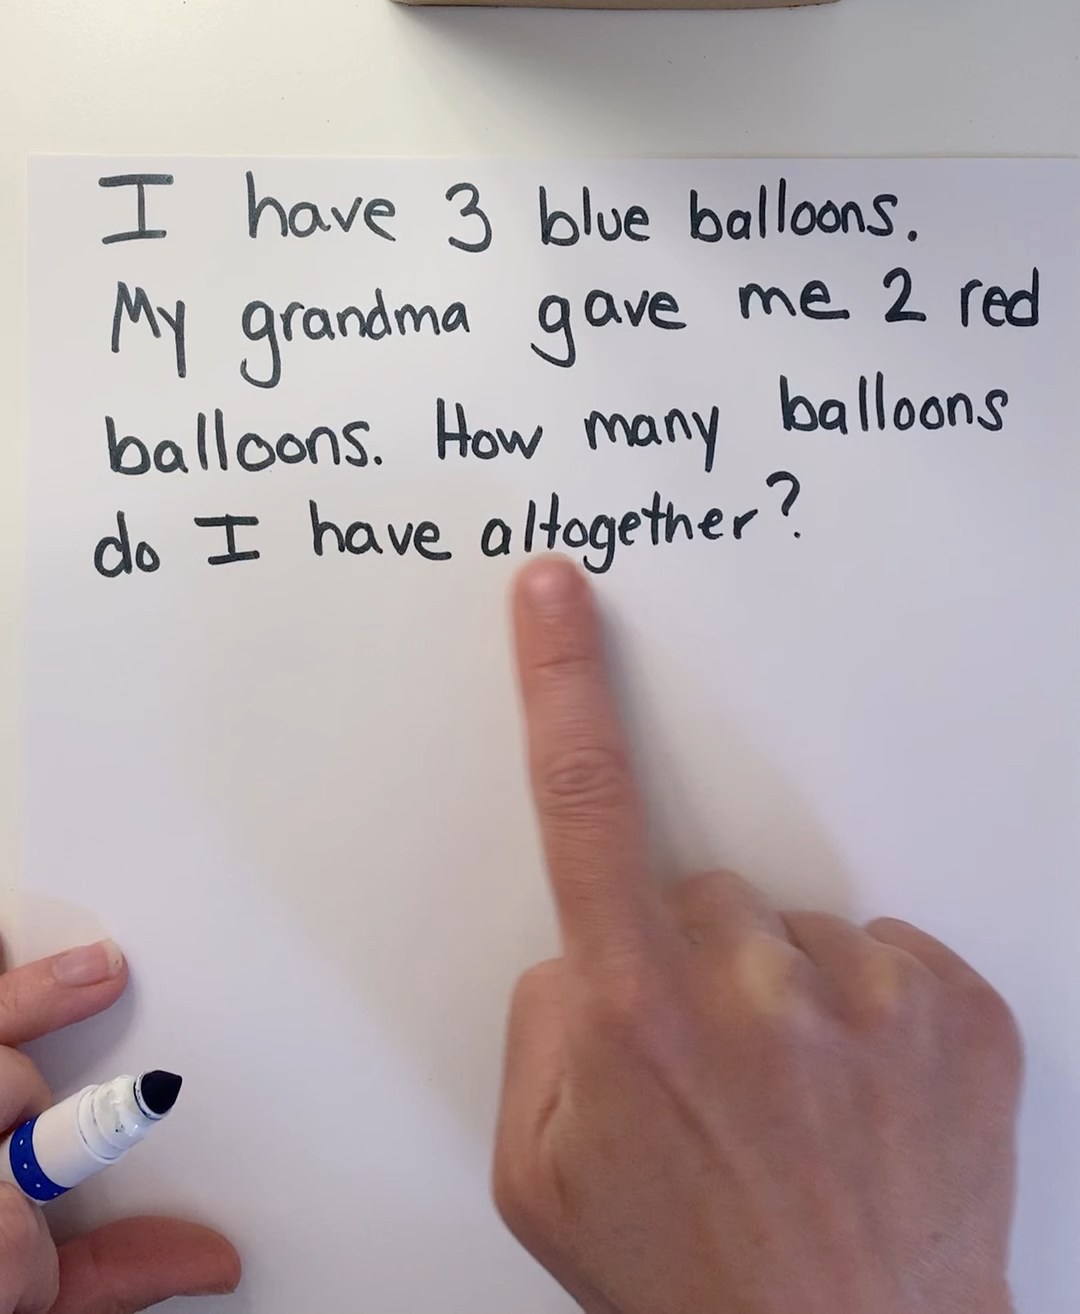 I have 3 blue balloons.
My grandma gave me 2 red
balloons. How many balloons
do I have altogether?